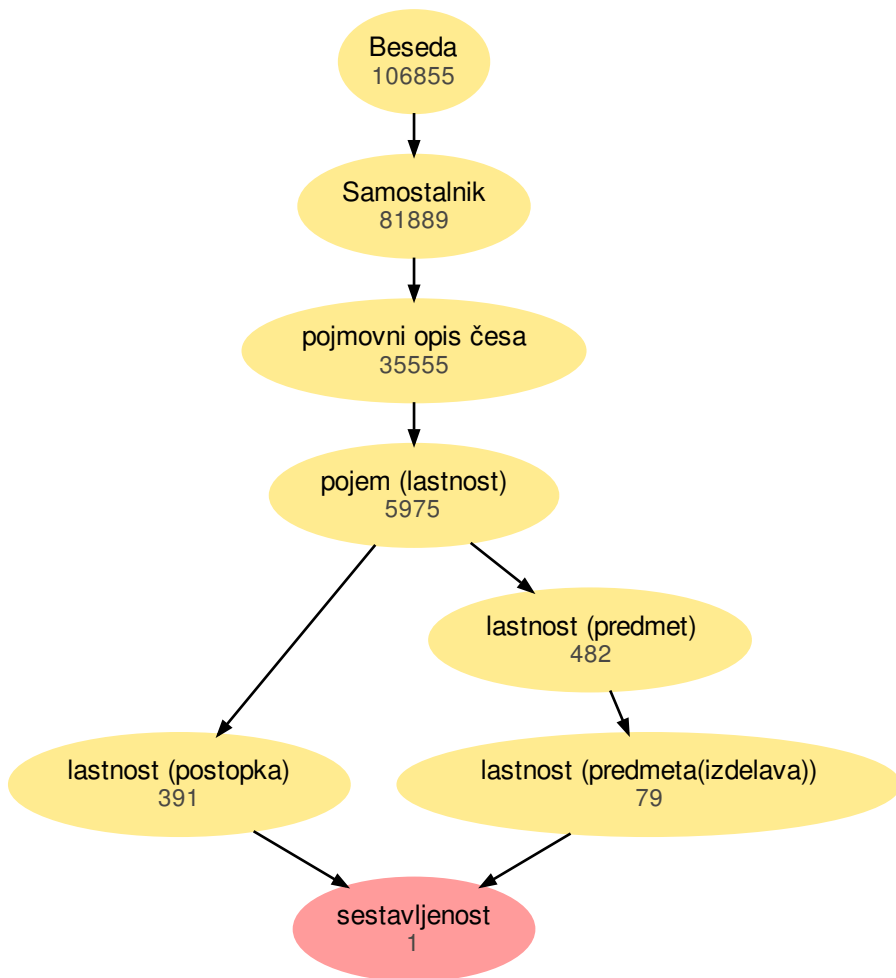 Beseda
106855
Samostalnik
81889
pojmovni opis česa
35555
pojem (lastnost)
5975
lastnost (predmet)
482
lastnost (postopka)
391
lastnost (predmeta(izdelava))
79
sestavljenost
1